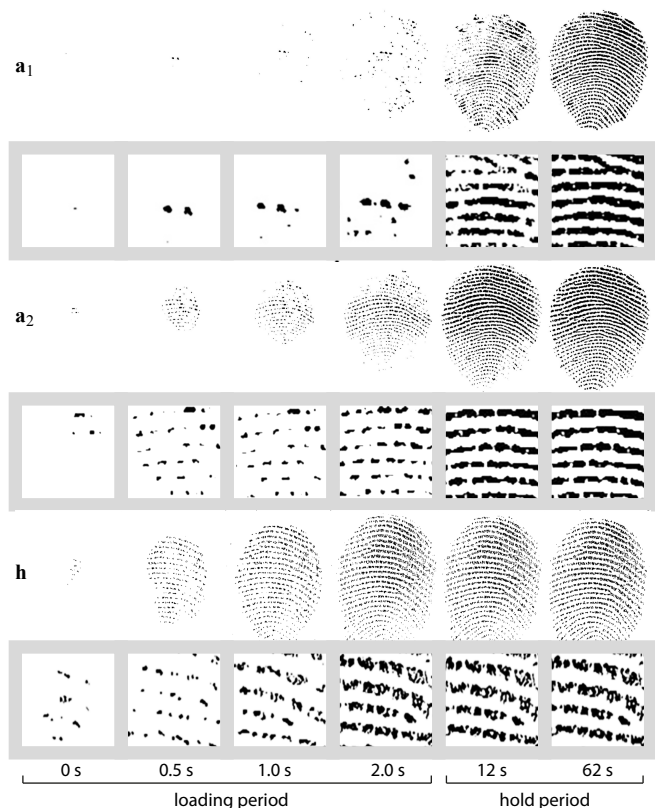 a1
a2
h
0 s 0.5 s 1.0 s 2.0 s 12 s 62 s
loading period hold period